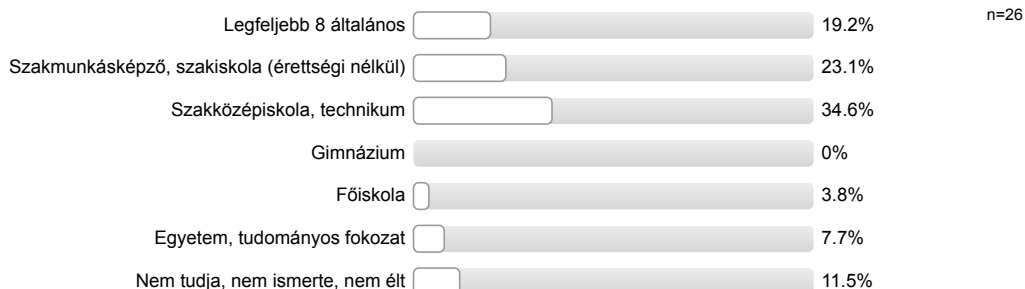 Legfeljebb 8 általános 19.2% n=26
Szakmunkásképző, szakiskola (érettségi nélkül) 23.1%
Szakközépiskola, technikum 34.6%
Gimnázium 0%
Főiskola 3.8%
Egyetem, tudományos fokozat 7.7%
Nem tudja, nem ismerte, nem élt 11.5%